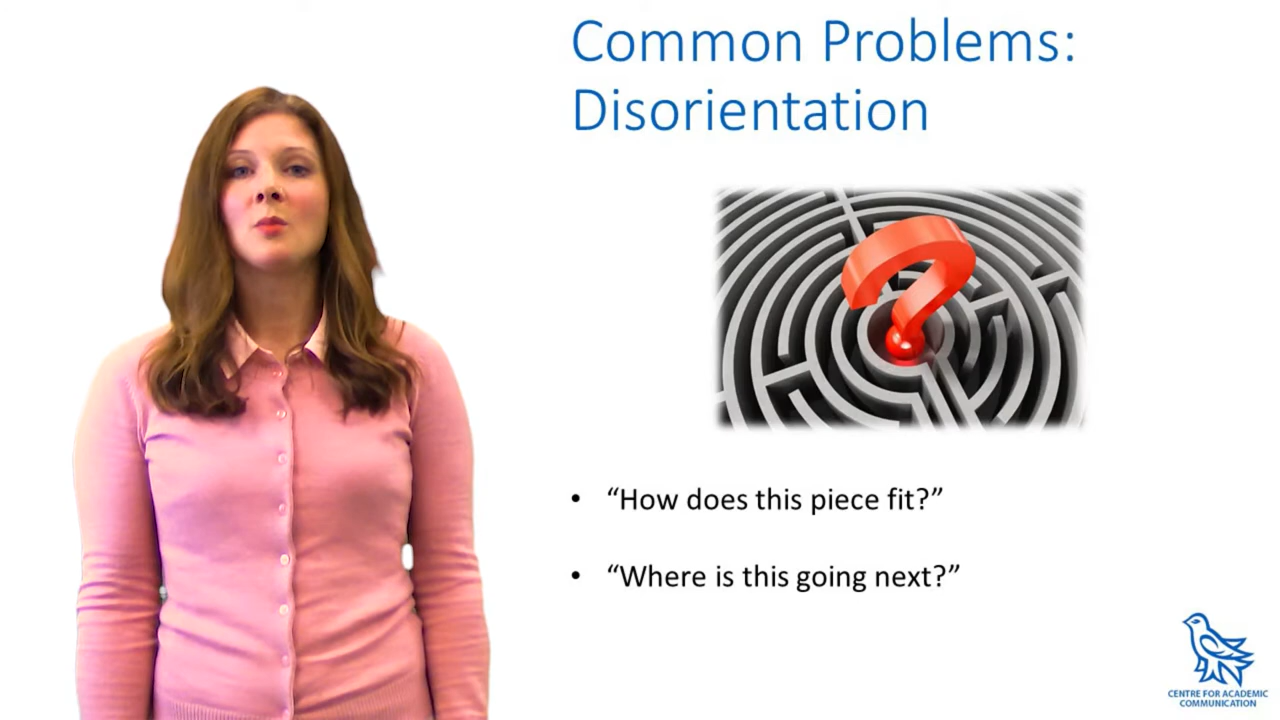 Common Problems:
Disorientation
• “How does this piece fit?”
• “Where is this going next?”
CENTRE FOR ACADEMIC
COMMUNICATION